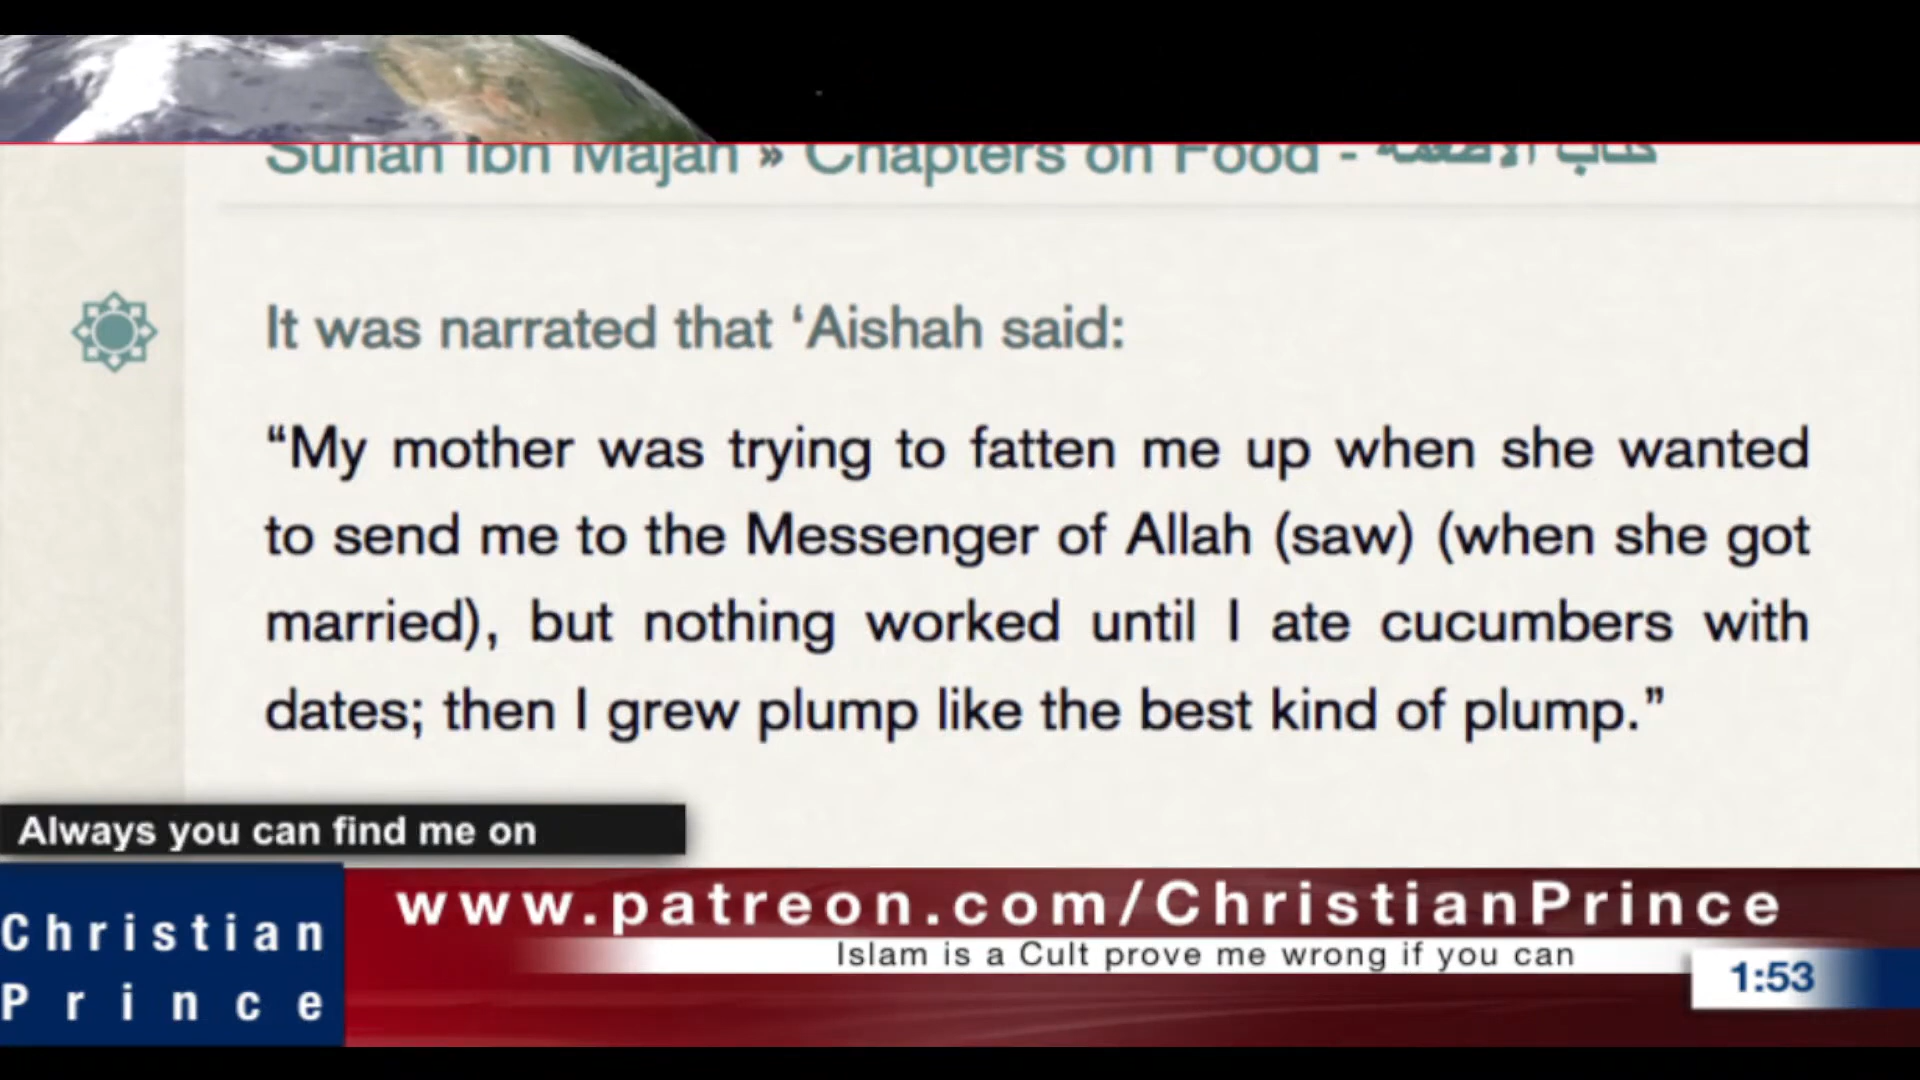 Sunan Ibn Majah » Chapters on Food - كتاب الأطعمة
It was narrated that ‘Aishah said:
“My mother was trying to fatten me up when she wanted
to send me to the Messenger of Allah (saw) (when she got
married), but nothing worked until I ate cucumbers with
dates; then I grew plump like the best kind of plump.”
Always you can find me on
www.patreon.com/ChristianPrince
Christian
Prince
Islam is a Cult prove me wrong if you can
1:53